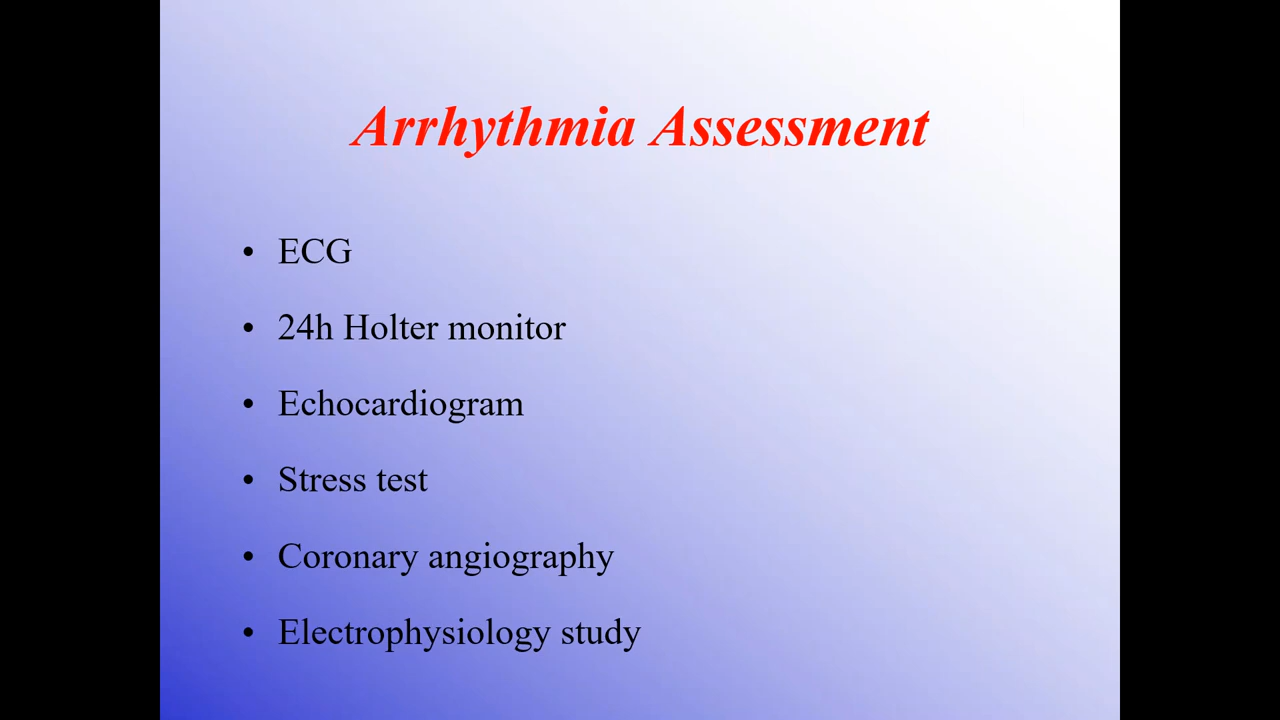 Arrhythmia Assessment
• ECG
• 24h Holter monitor
• Echocardiogram
• Stress test
• Coronary angiography
• Electrophysiology study